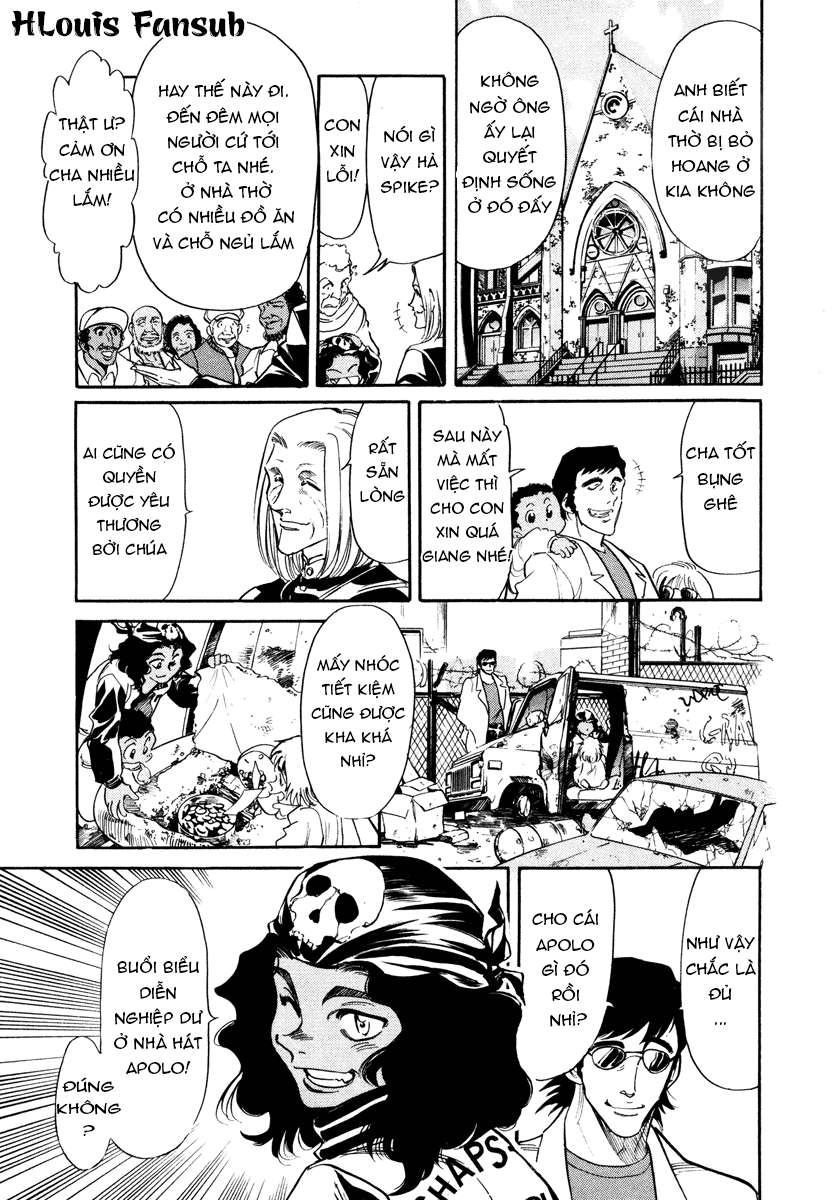 HLouis Fansub
ANH BIẾT
CÁI NHÀ
THỜ BỊ BỎ
HOANG Ở
KIA KHÔNG
KHÔNG
NGỜ ÔNG
ẤY LẠI
QUYẾT
ĐỊNH SỐNG
Ở ĐÓ ĐẤY
NÓI GÌ
VẬY HẢ
SPIKE?
CON
XIN
LỖI!
HAY THẾ NÀY ĐI.
ĐẾN ĐÊM MỌI
NGƯỜI CỨ TỚI
CHỖ TA NHÉ.
Ở NHÀ THỜ
CÓ NHIỀU ĐỒ ĂN
VÀ CHỖ NGỦ LẮM
THẬT Ư?
CẢM ƠN
CHA NHIỀU
LẮM!
CHA TỐT
BỤNG
GHÊ
SAU NÀY
MÀ MẤT
VIỆC THÌ
CHO CON
XIN QUÁ
GIANG NHÉ!
RẤT
SẴN
LÒNG
AI CŨNG CÓ
QUYỀN
ĐƯỢC YÊU
THƯƠNG
BỞI CHÚA
MẤY NHÓC
TIẾT KIỆM
CŨNG ĐƯỢC
KHA KHÁ
NHỈ?
NHƯ VẬY
CHẮC LÀ
ĐỦ
...
CHO CÁI
APOLO
GÌ ĐÓ
RỒI
NHỈ?
BUỔI BIỂU
DIỄN
NGHIỆP DƯ
Ở NHÀ HÁT
APOLO!
ĐÚNG
KHÔNG
?